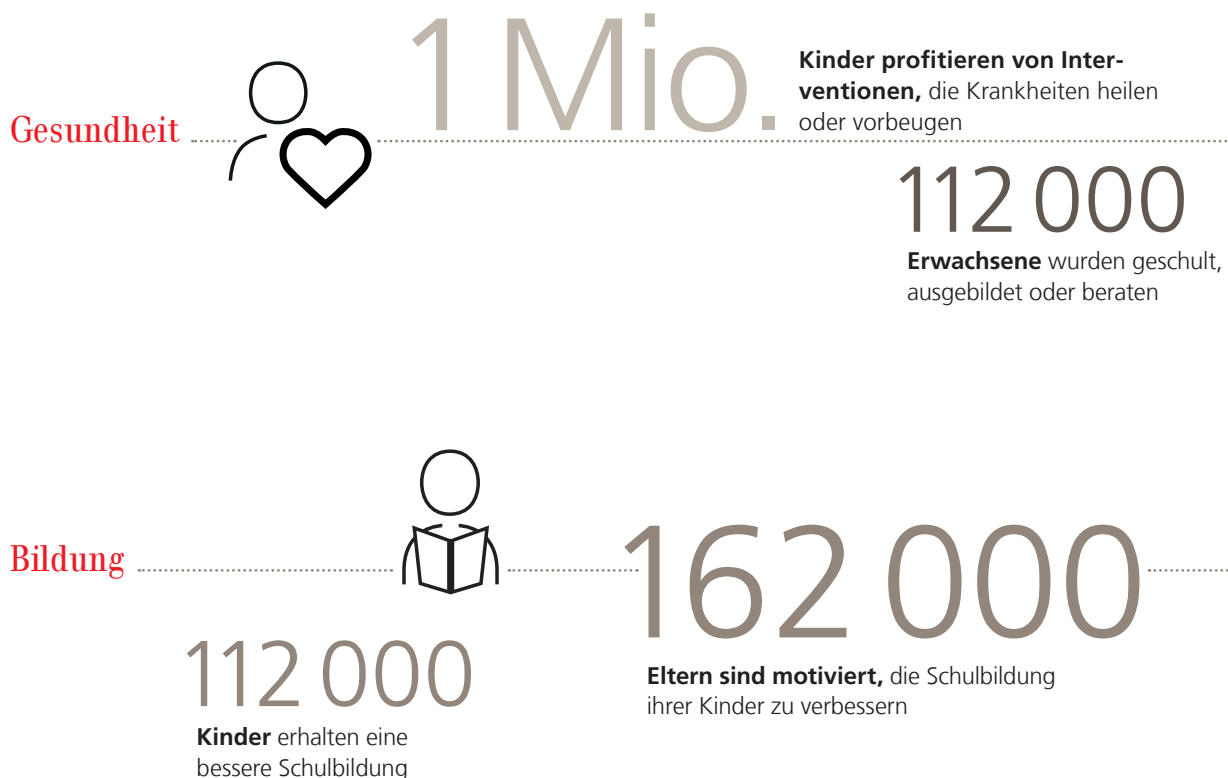 Gesundheit
1 Mio.
Kinder profitieren von Inter-
ventionen, die Krankheiten heilen
oder vorbeugen
112 000
Erwachsene wurden geschult,
ausgebildet oder beraten
Bildung
162 000
Eltern sind motiviert, die Schulbildung
ihrer Kinder zu verbessern
112 000
Kinder erhalten eine
bessere Schulbildung